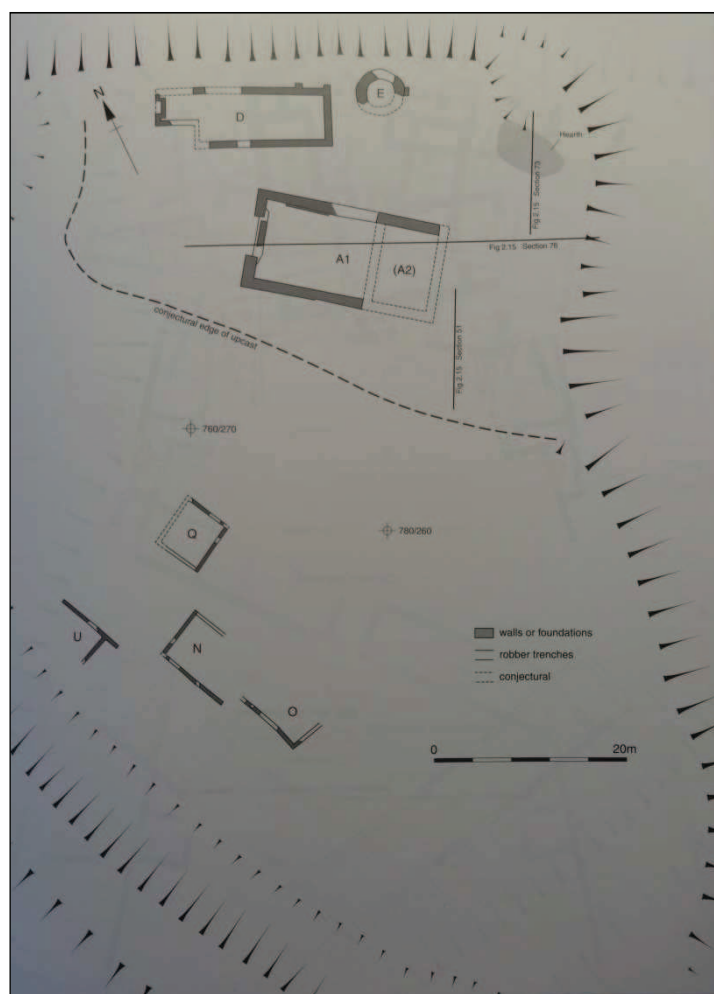 N
D
E
Hearth
Fig 2.15 Section 73
Fig 2.15 Section 76
A1
(A2)
Fig 2.15 Section 51
conjectural edge of upcast
760/270
780/260
Q
U
N
O
walls or foundations
robber trenches
conjectural
0 20m